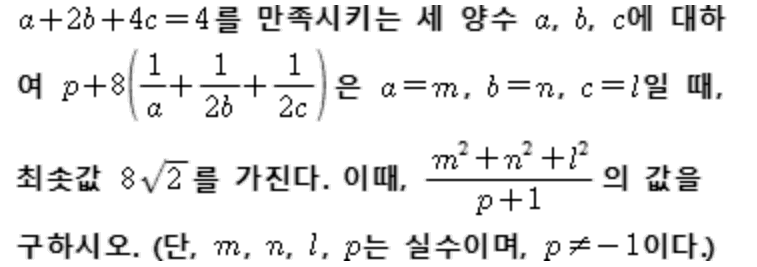 a+2b+4c=4를 만족시키는 세 양수 a, b, c에 대하
여 p+8(1/a+1/2b+1/2c)은 a=m, b=n, c=l일 때,
최솟값 8√2를 가진다. 이때, (m²+n²+l²)/(p+1)의 값을
구하시오. (단, m, n, l, p는 실수이며, p≠-1이다.)